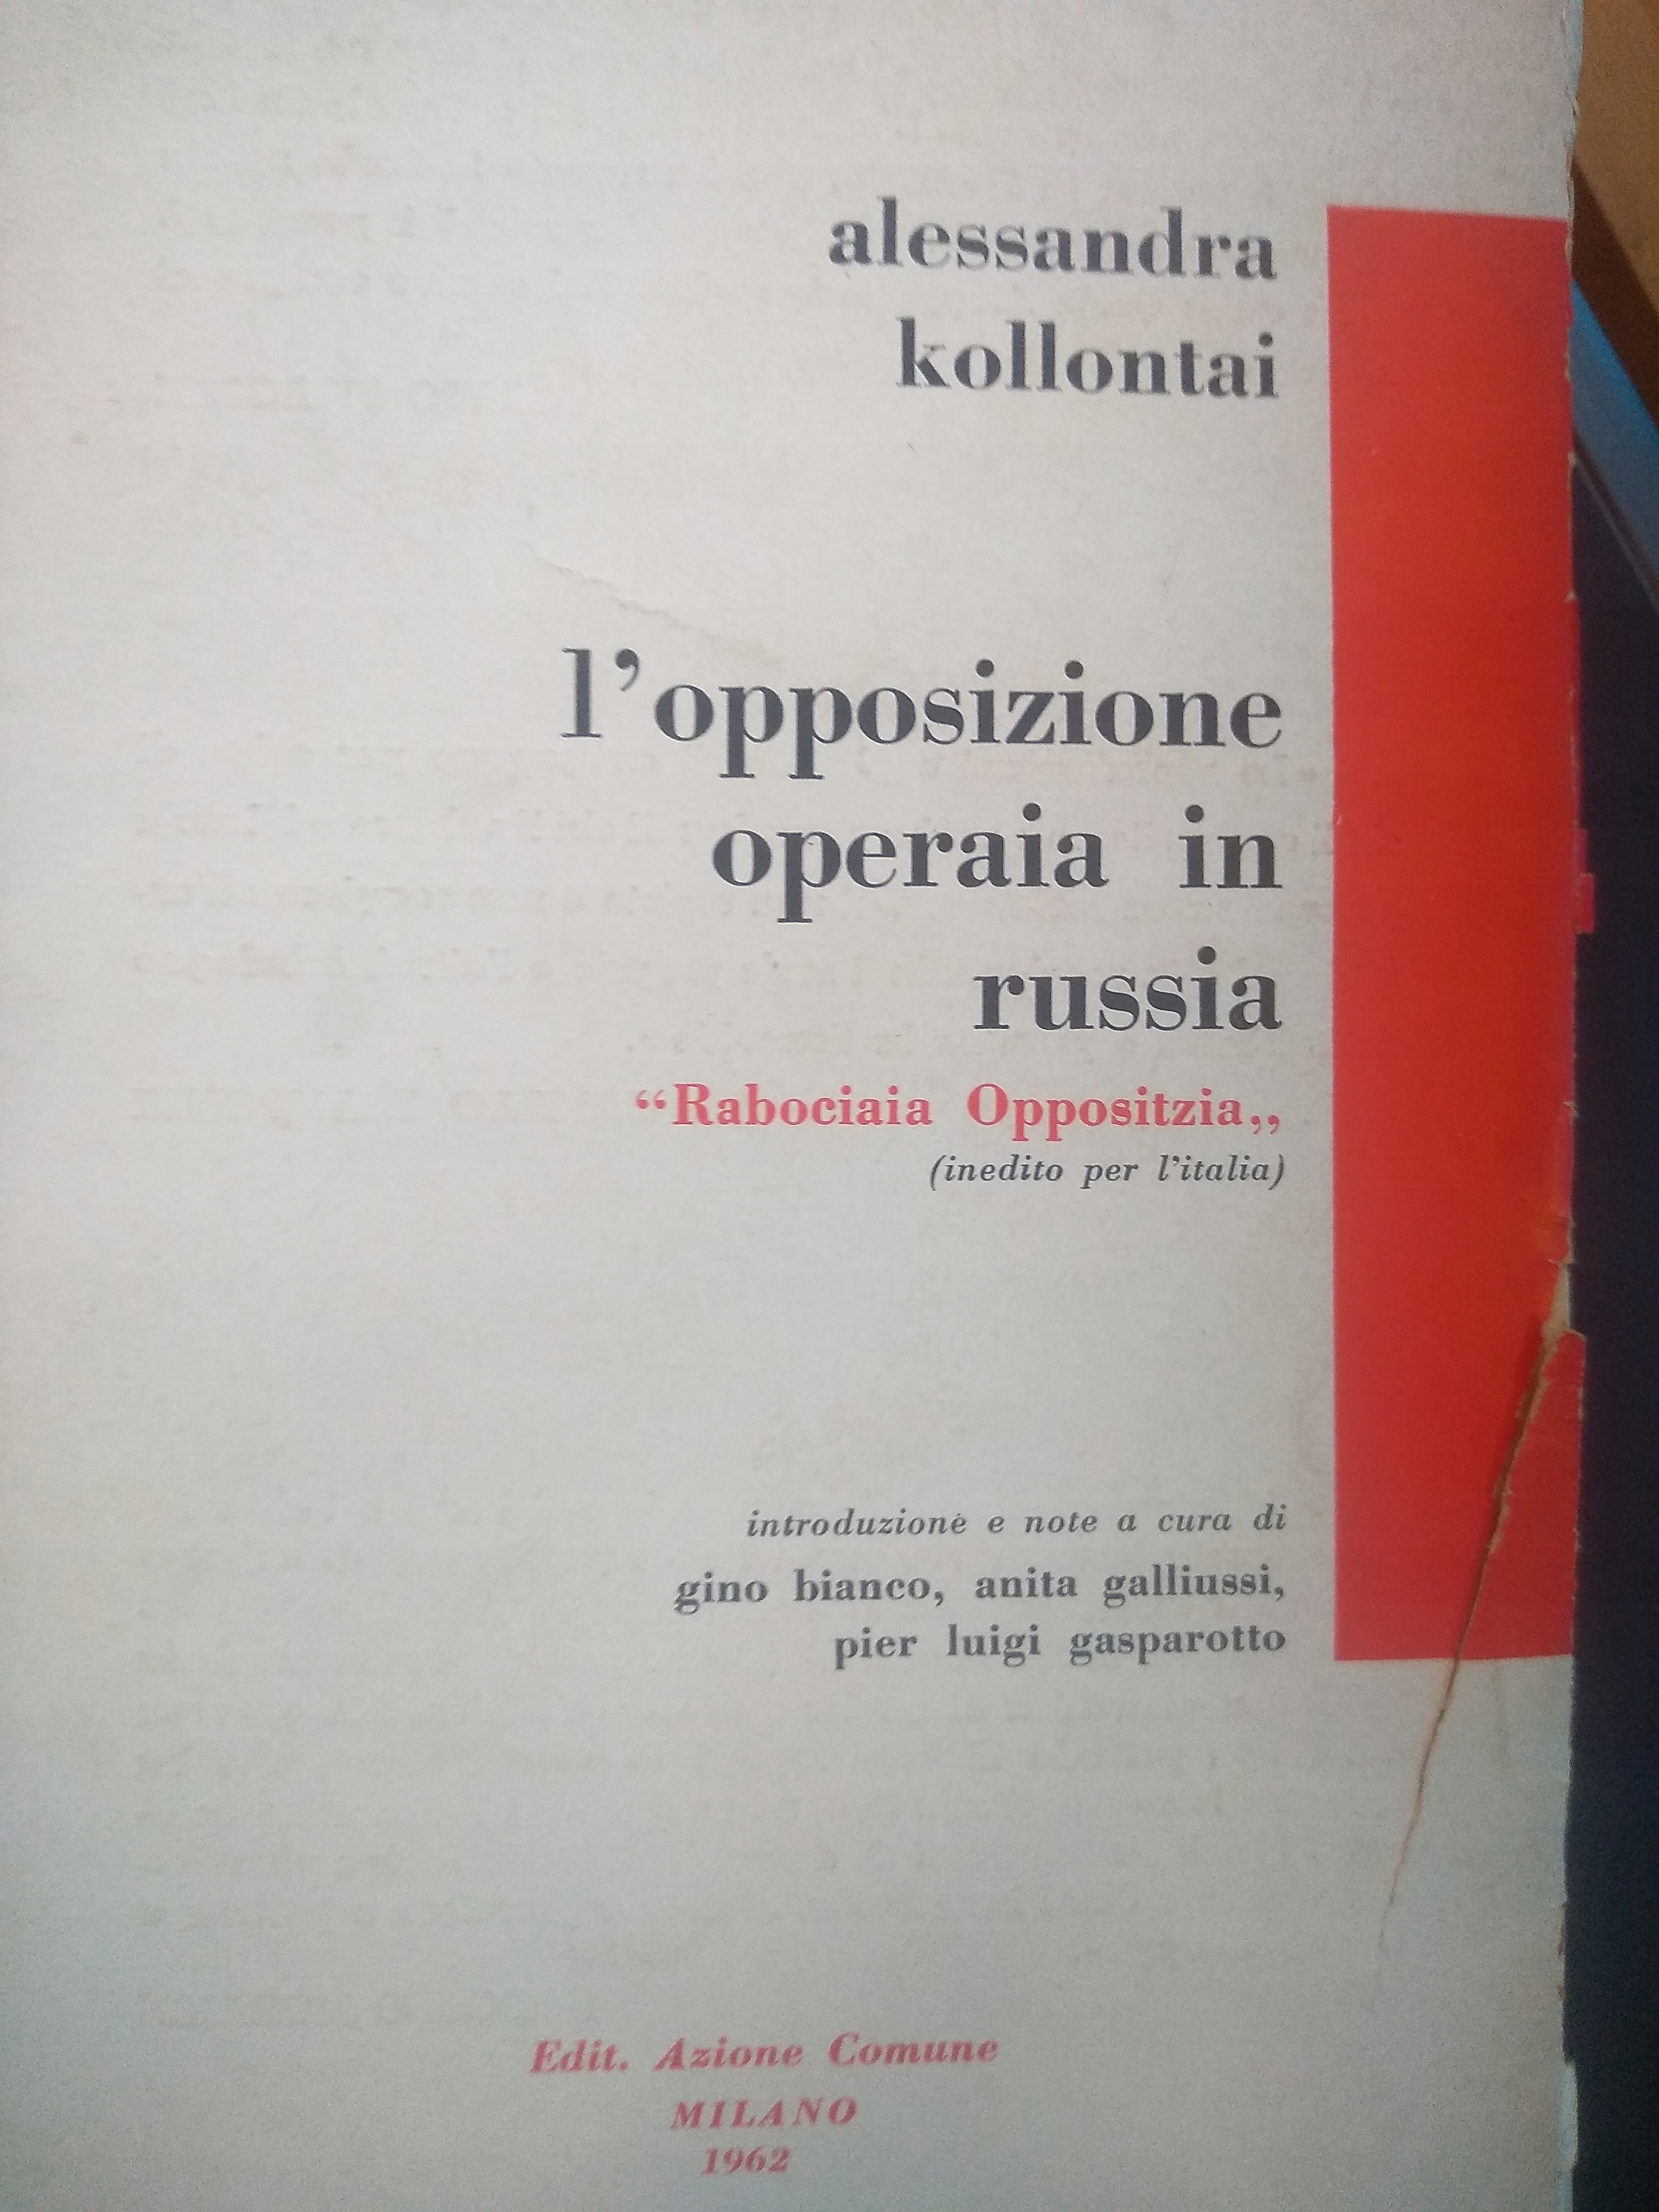 alessandra
kollontai
l'opposizione
operaia in
russia
“Rabociaia Oppositzia„
(inedito per l'italia)
introduzione e note a cura di
gino bianco, anita galliussi,
pier luigi gasparotto
Edit. Azione Comune
MILANO
1962